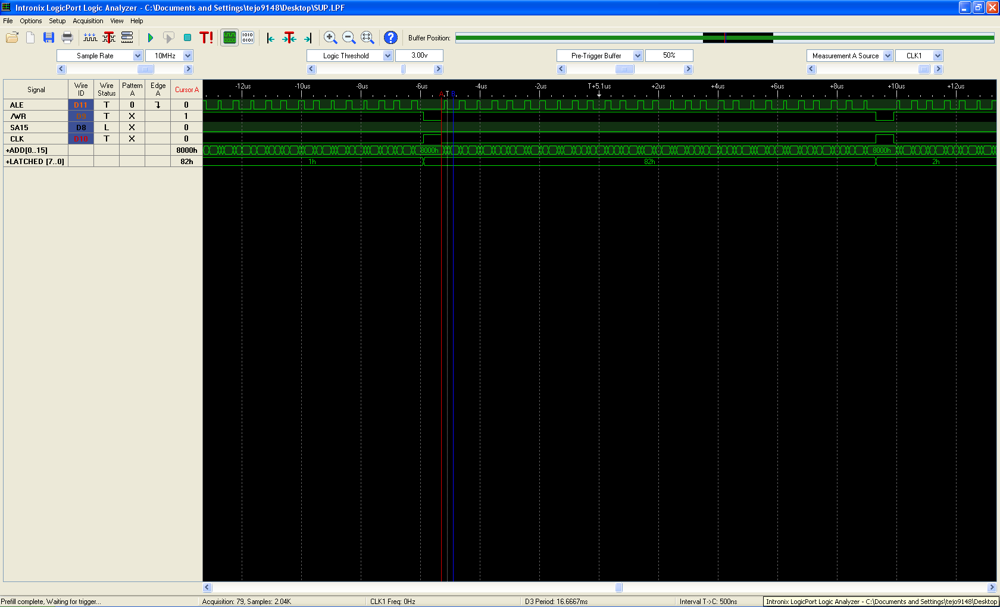 Intronix LogicPort Logic Analyzer - C:\Documents and Settings\tejo9148\Desktop\SUP.LPF
File Options Setup Acquisition View Help
T! 1010 0101 T ? Buffer Position:
Sample Rate 10MHz Logic Threshold 3.00v Pre-Trigger Buffer 50% Measurement A Source CLK1
Signal Wire ID Wire Status Pattern A Edge A Cursor A -12us -10us -8us -6us -4us -2us T+5.1us +2us +4us +6us +8us +10us +12us
A T B
ALE D11 T 0 0
/WR D9 T X 1
SA15 D8 L X 0
CLK D10 T X 0
+ADD[0..15] 8000h 8000h 8000h
+LATCHED [7..0] 82h 1h 82h 2h
Prefill complete, Waiting for trigger... Acquisition: 79, Samples: 2.04K CLK1 Freq: 0Hz D3 Period: 16.6667ms Interval T->C: 500ns Intronix LogicPort Logic Analyzer - C:\Documents and Settings\tejo9148\Desktop